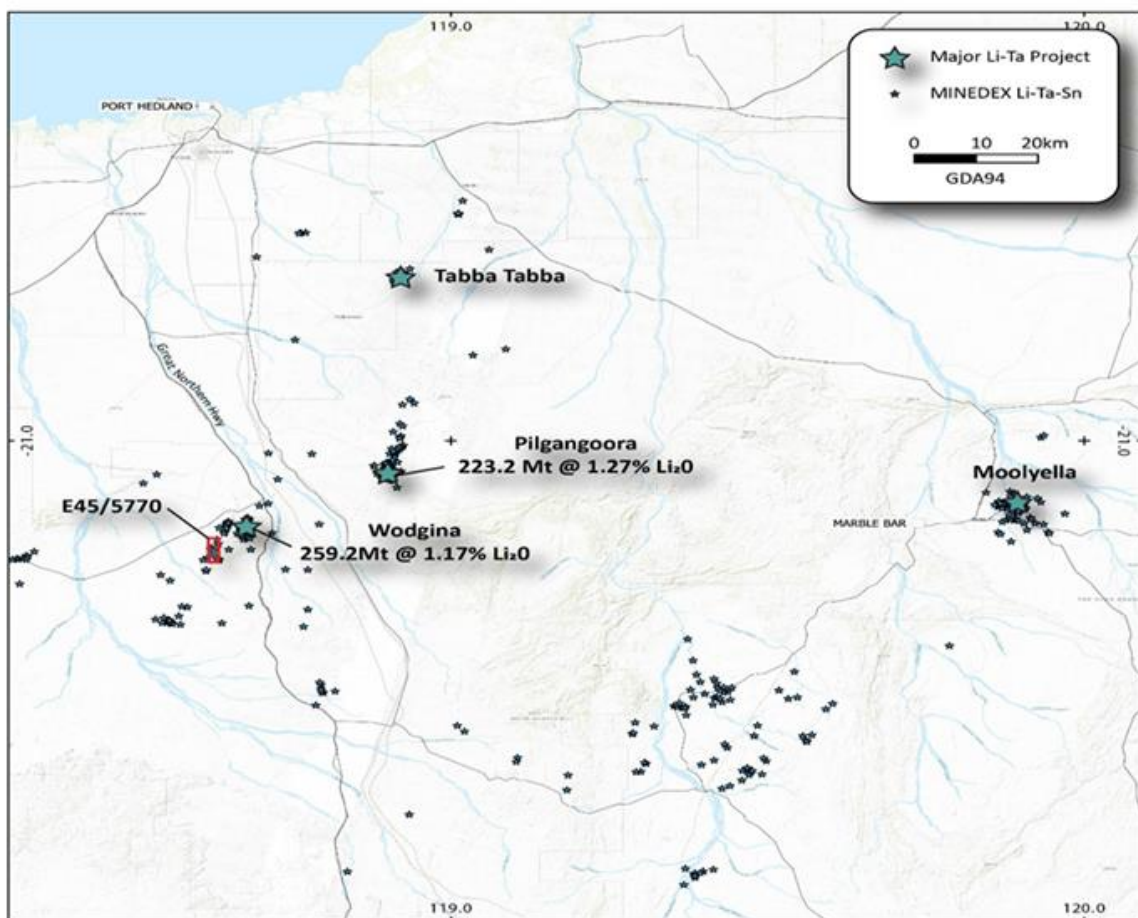 119.0
120.0
Major Li-Ta Project
MINEDEX Li-Ta-Sn
0 10 20km
GDA94
PORT HEDLAND
Tabba Tabba
Great Northern Hwy
-21.0
-21.0
Pilgangoora
223.2 Mt @ 1.27% Li₂0
Moolyella
E45/5770
MARBLE BAR
Wodgina
259.2Mt @ 1.17% Li₂0
119.0
120.0